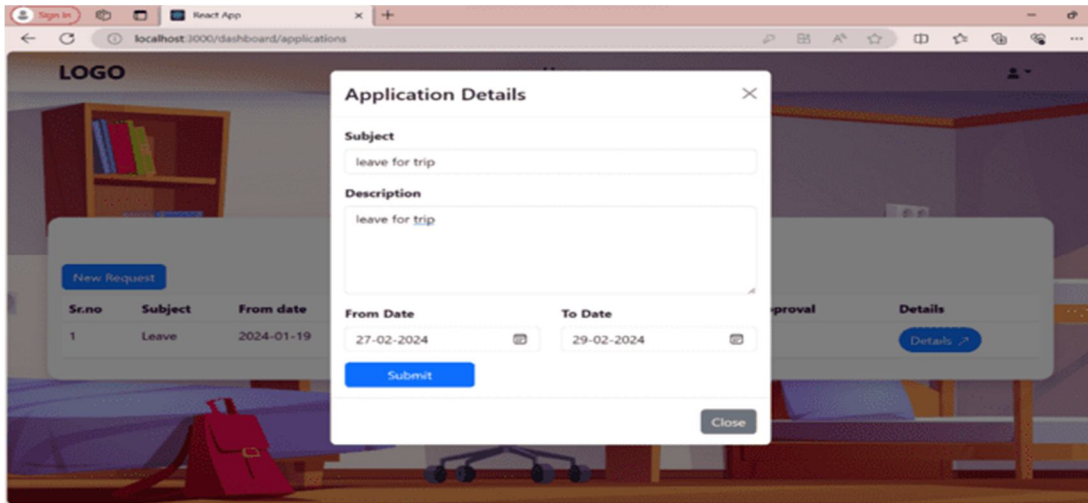 Sign In
React App
localhost:3000/dashboard/applications
LOGO
Application Details
Subject
leave for trip
Description
leave for trip
New Request
Sr.no Subject From date proval Details
1 Leave 2024-01-19 Details
From Date To Date
27-02-2024 29-02-2024
Submit
Close